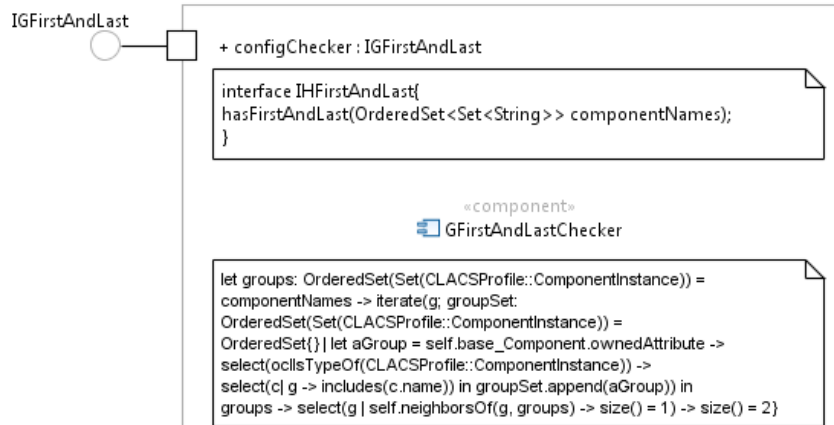 IGFirstAndLast
+ configChecker : IGFirstAndLast
interface IHFirstAndLast{
hasFirstAndLast(OrderedSet<Set<String>> componentNames);
}
«component»
GFirstAndLastChecker
let groups: OrderedSet(Set(CLACSProfile::ComponentInstance)) =
componentNames -> iterate(g; groupSet:
OrderedSet(Set(CLACSProfile::ComponentInstance)) =
OrderedSet{} | let aGroup = self.base_Component.ownedAttribute ->
select(oclIsTypeOf(CLACSProfile::ComponentInstance)) ->
select(c| g -> includes(c.name)) in groupSet.append(aGroup)) in
groups -> select(g | self.neighborsOf(g, groups) -> size() = 1) -> size() = 2}